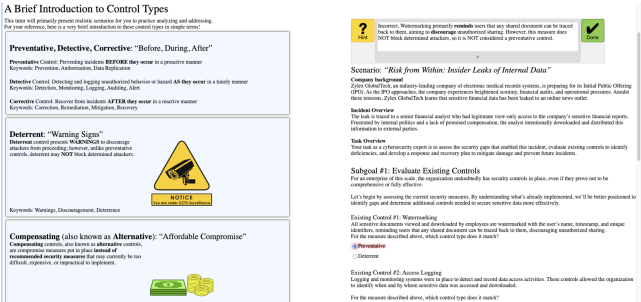 A Brief Introduction to Control Types
This tutor will primarily present realistic scenarios for you to practice analyzing and addressing.
For your reference, here is a very brief introduction to these control types in simple terms!
Preventative, Detective, Corrective: “Before, During, After”
Preventative Control: Preventing incidents BEFORE they occur in a proactive manner
Keywords: Prevention, Authorization, Data Replication
Detective Control: Detecting and logging unauthorized behavior or hazard AS they occur in a timely manner
Keywords: Detection, Monitoring, Logging, Auditing, Alert
Corrective Control: Recover from incidents AFTER they occur in a reactive manner
Keywords: Correction, Remediation, Mitigation, Recovery
Deterrent: “Warning Signs”
Deterrent control presents WARNINGS to discourage
attackers from proceeding; however, unlike preventative
controls, deterrent may NOT block determined attackers.
NOTICE
You are under CCTV Surveillance
Keywords: Warnings, Discouragement, Deterrence
Compensating (also known as Alternative): “Affordable Compromise”
Compensating controls, also known as alternative controls,
are compromise measures put in place instead of
recommended security measures that may currently be too
difficult, expensive, or impractical to implement.
?
Hint
Incorrect. Watermarking primarily reminds users that any shared document can be traced
back to them, aiming to discourage unauthorized sharing. However, this measure does
NOT block determined attackers, so it is NOT considered a preventative control.
Done
Scenario: “Risk from Within: Insider Leaks of Internal Data”
Company background
Zylex GlobalTech, an industry-leading company of electronic medical records systems, is preparing for its Initial Public Offering
(IPO). As the IPO approaches, the company experiences heightened scrutiny, financial audits, and operational pressures. Amidst
these tensions, Zylex GlobalTech learns that sensitive financial data has been leaked to an online news outlet.
Incident Overview
The leak is traced to a senior financial analyst who had legitimate view-only access to the company's sensitive financial reports.
Frustrated by internal politics and a lack of promised compensation, the analyst intentionally downloaded and distributed this
information to external parties.
Task Overview
Your task as a cybersecurity expert is to assess the security gaps that enabled this incident, evaluate existing controls to identify
deficiencies, and develop a response and recovery plan to mitigate damage and prevent future incidents.
Subgoal #1: Evaluate Existing Controls
For an enterprise of this scale, the organization undoubtedly has security controls in place, even if they prove not to be
comprehensive or fully effective.
Let's begin by assessing the current security measures. By understanding what's already implemented, we'll be better positioned to
identify gaps and determine additional controls needed to secure sensitive data more effectively.
Existing Control #1: Watermarking
All sensitive documents viewed and downloaded by employees are watermarked with the user's name, timestamp, and unique
identifiers, reminding users that any shared document can be traced back to them, discouraging unauthorized sharing.
For the measure described above, which control type does it match?
Preventative
Deterrent
Existing Control #2: Access Logging
Logging and monitoring systems were in place to detect and record data access activities. These controls allowed the organization
to identify when and by whom sensitive data was accessed and downloaded.
For the measure described above, which control type does it match?